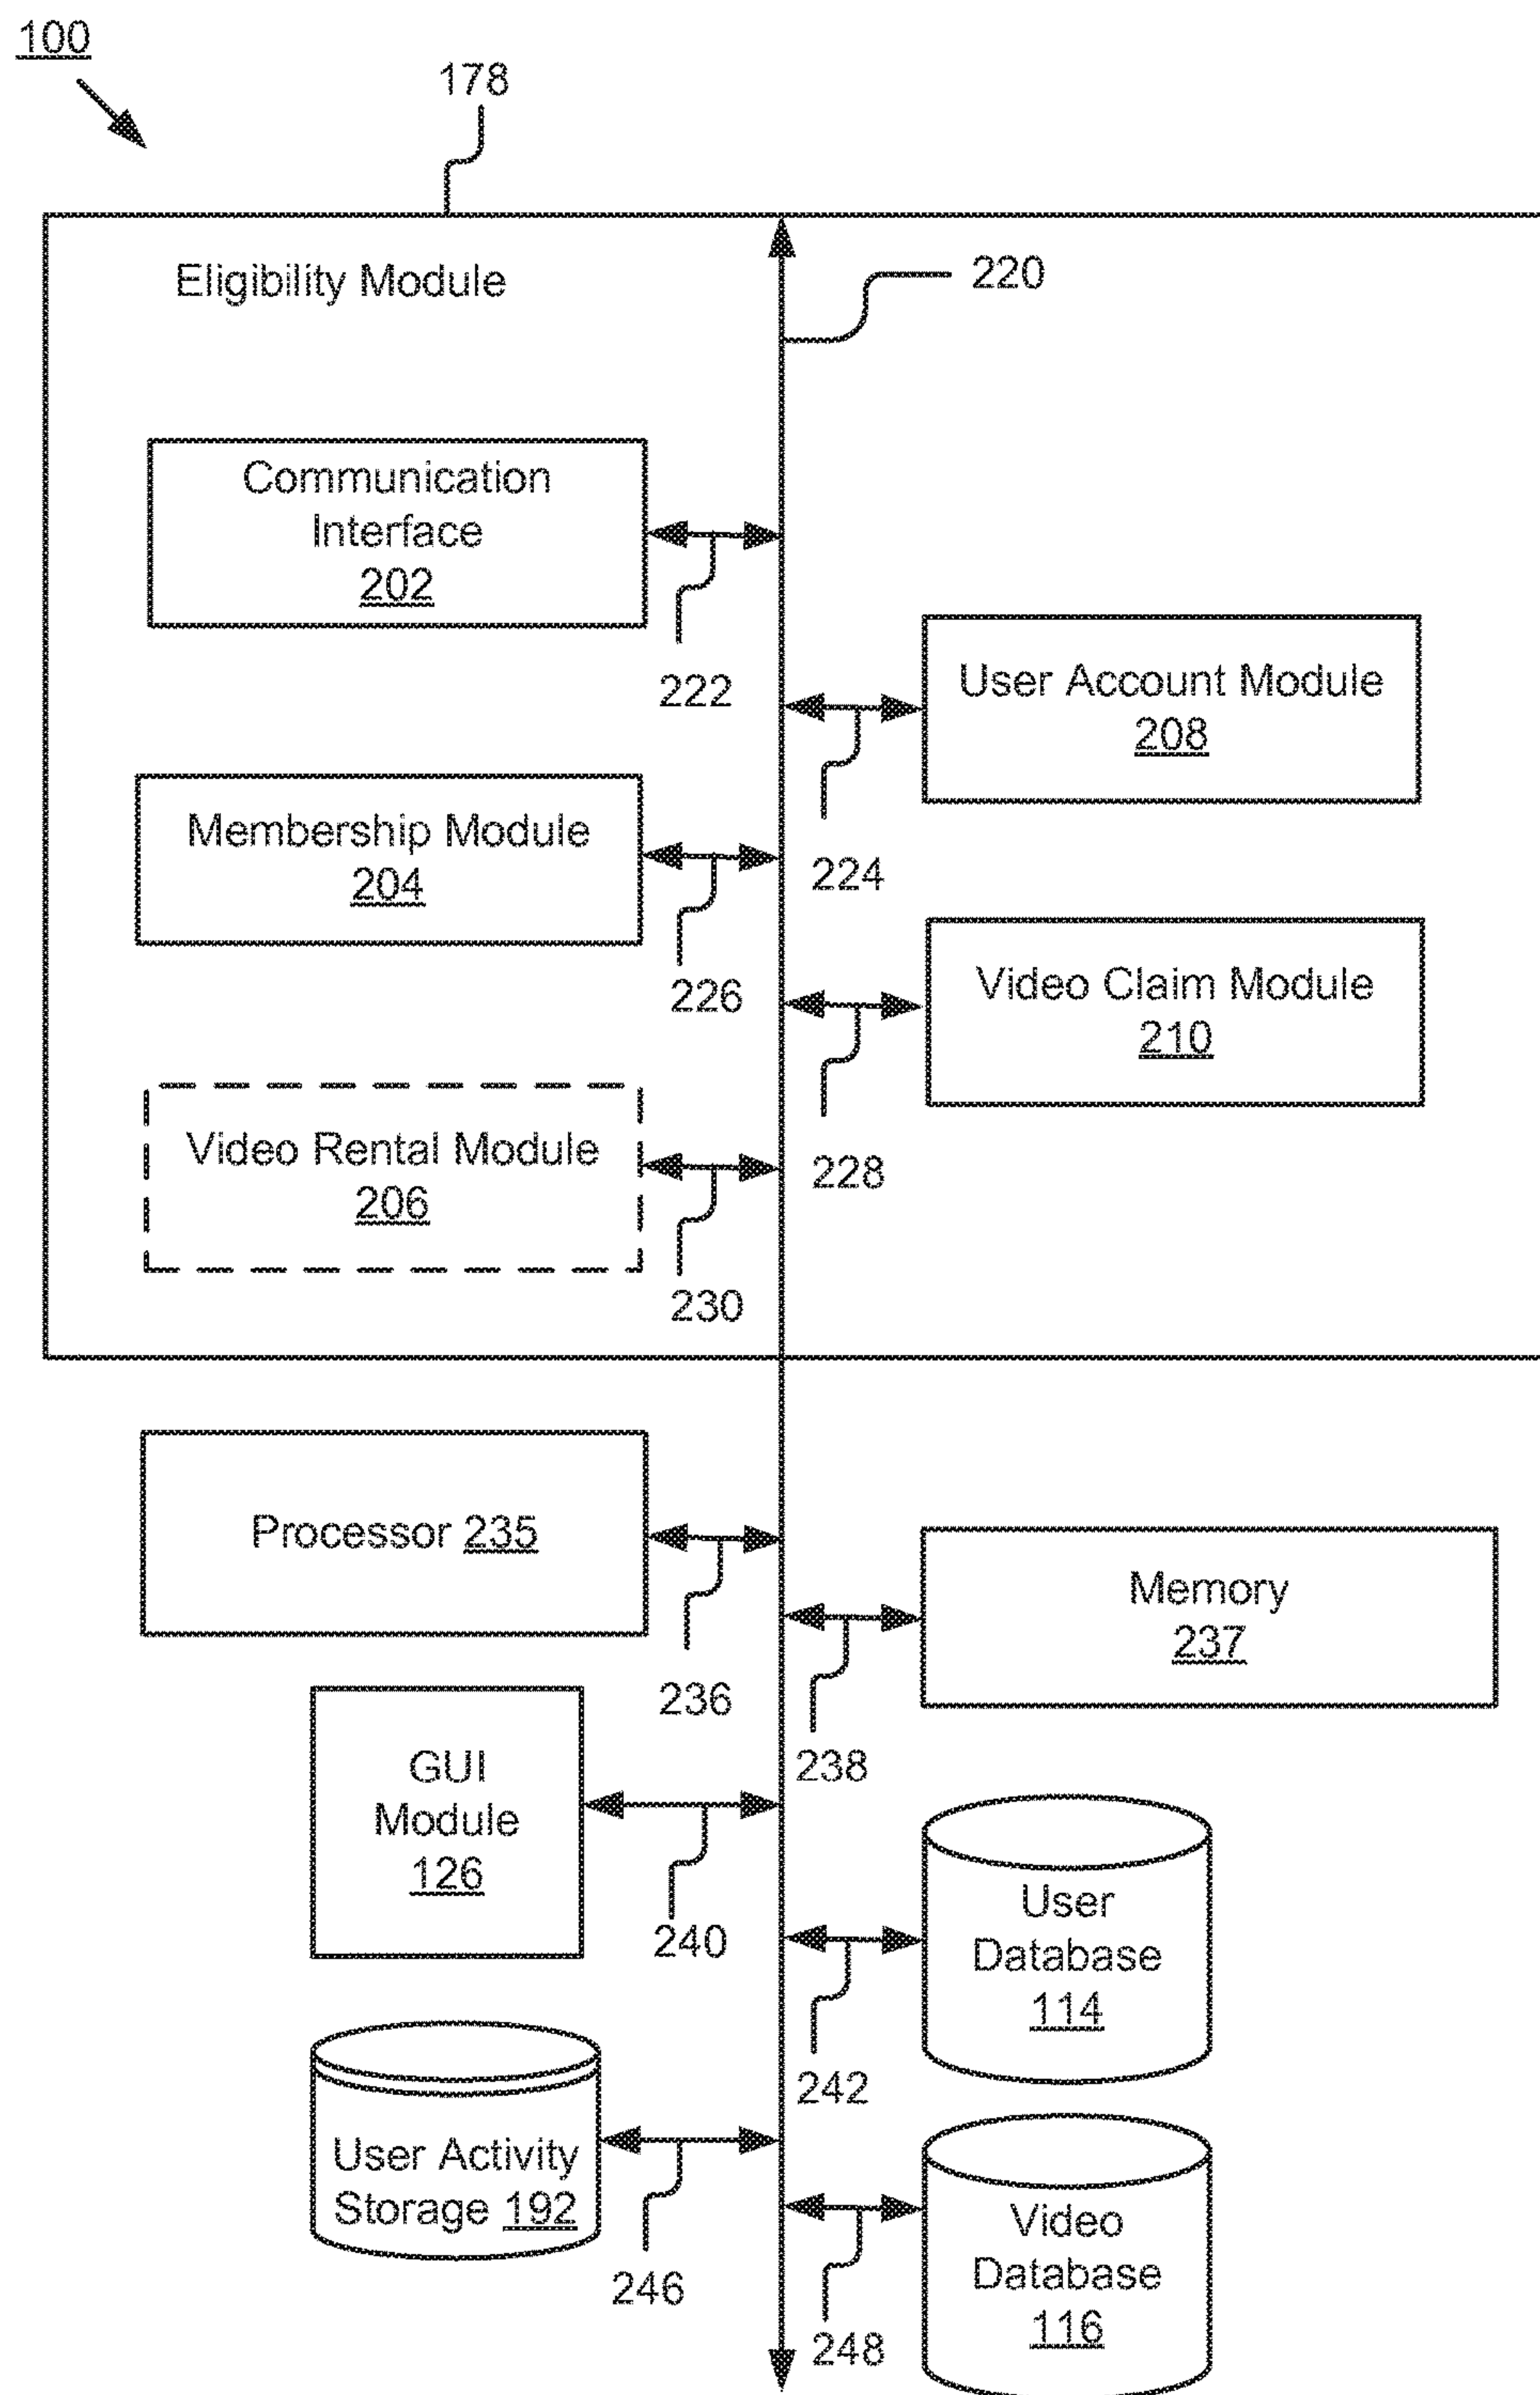 100
178
Eligibility Module
220
Communication
Interface
202
222
User Account Module
208
224
Membership Module
204
226
Video Claim Module
210
228
Video Rental Module
206
230
Processor 235
236
Memory
237
238
GUI
Module
126
240
User
Database
114
242
User Activity
Storage 192
246
Video
Database
116
248